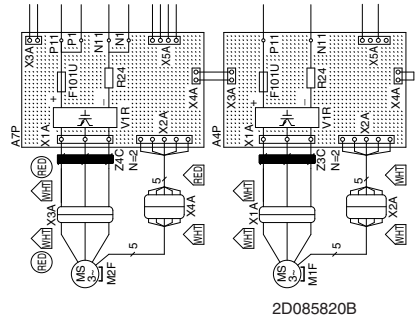 P11
P1
N11
N1
X3A
X5A
F101U
R24
X4A
+
−
V1R
X2A
X1A
A7P
Z4C
N=2
RED
WHT
5
RED
X3A
X4A
WHT
WHT
RED
5
MS
3~
M2F
P11
N11
X5A
X3A
F101U
R24
X4A
+
−
V1R
X2A
X1A
A4P
Z3C
N=2
WHT
5
X1A
X2A
WHT
WHT
5
MS
3~
M1F
2D085820B